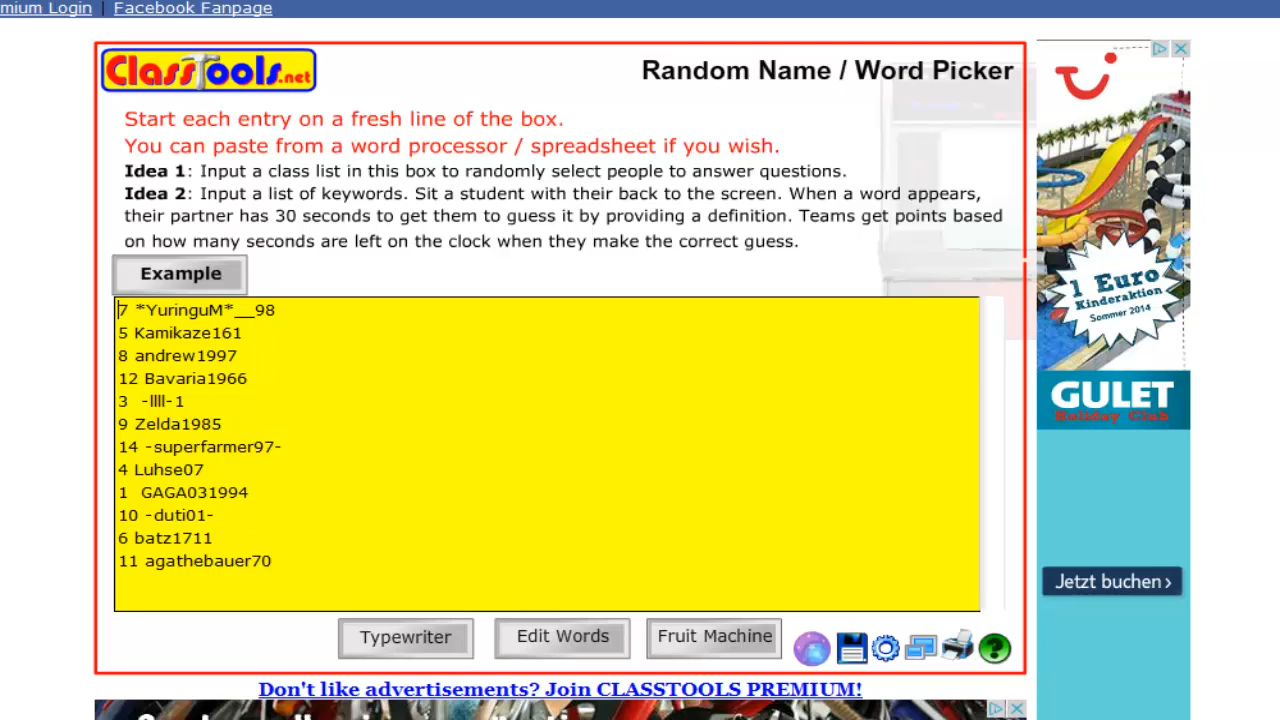 mium Login | Facebook Fanpage
ClassTools.net
Random Name / Word Picker
Start each entry on a fresh line of the box.
You can paste from a word processor / spreadsheet if you wish.
Idea 1: Input a class list in this box to randomly select people to answer questions.
Idea 2: Input a list of keywords. Sit a student with their back to the screen. When a word appears,
their partner has 30 seconds to get them to guess it by providing a definition. Teams get points based
on how many seconds are left on the clock when they make the correct guess.
Example
7 *YuringuM*__98
5 Kamikaze161
8 andrew1997
12 Bavaria1966
3 -llll-1
9 Zelda1985
14 -superfarmer97-
4 Luhse07
1 GAGA031994
10 -duti01-
6 batz1711
11 agathebauer70
Typewriter
Edit Words
Fruit Machine
?
Don't like advertisements? Join CLASSTOOLS PREMIUM!
1 Euro
Kinderaktion
Sommer 2014
GULET
Holiday Club
Jetzt buchen ›